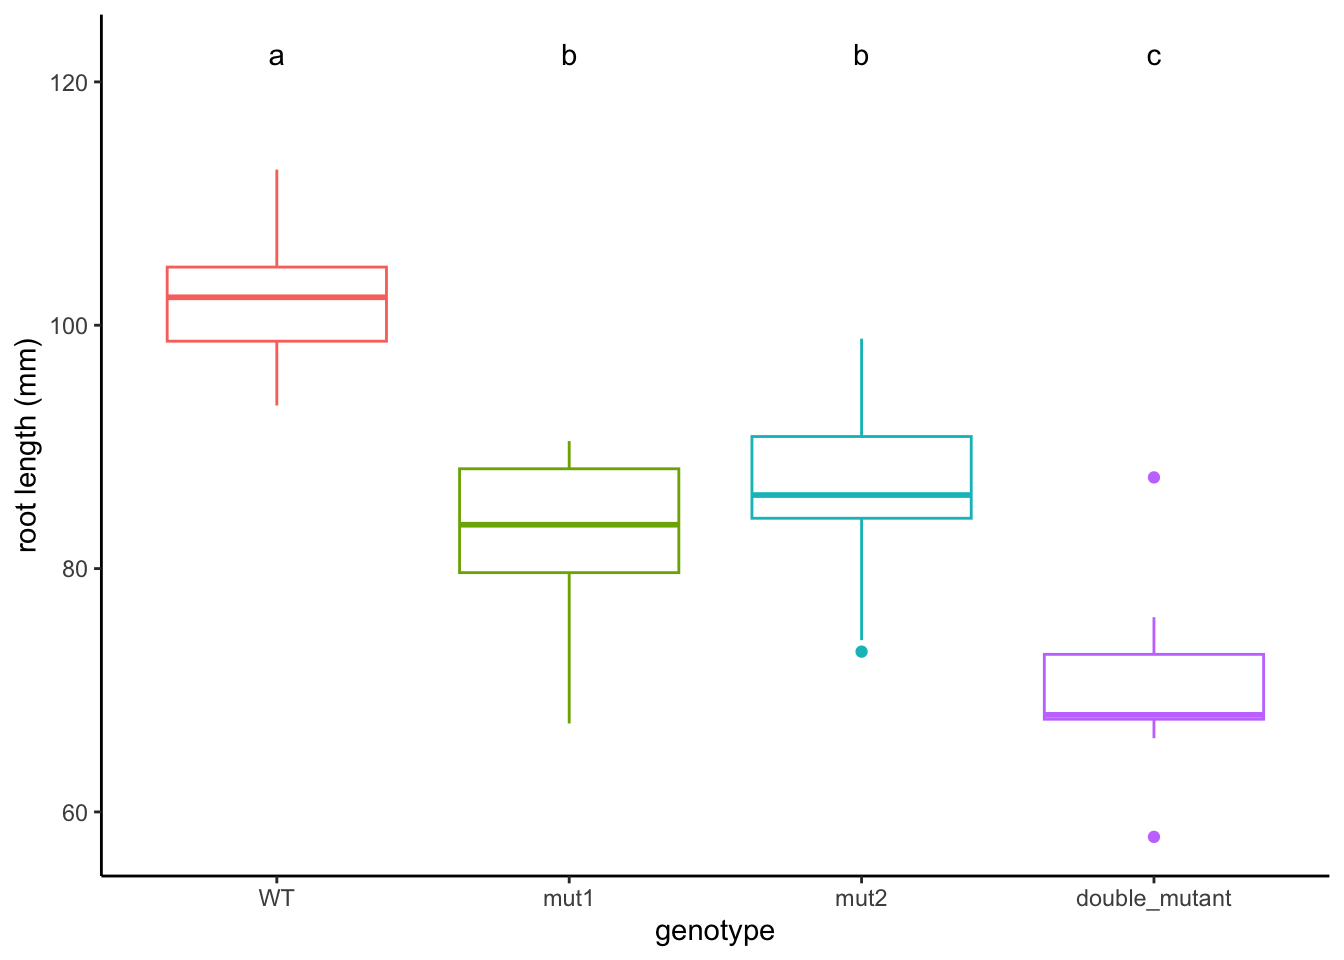 a b b c
120
100
80
60
root length (mm)
WT mut1 mut2 double_mutant
genotype